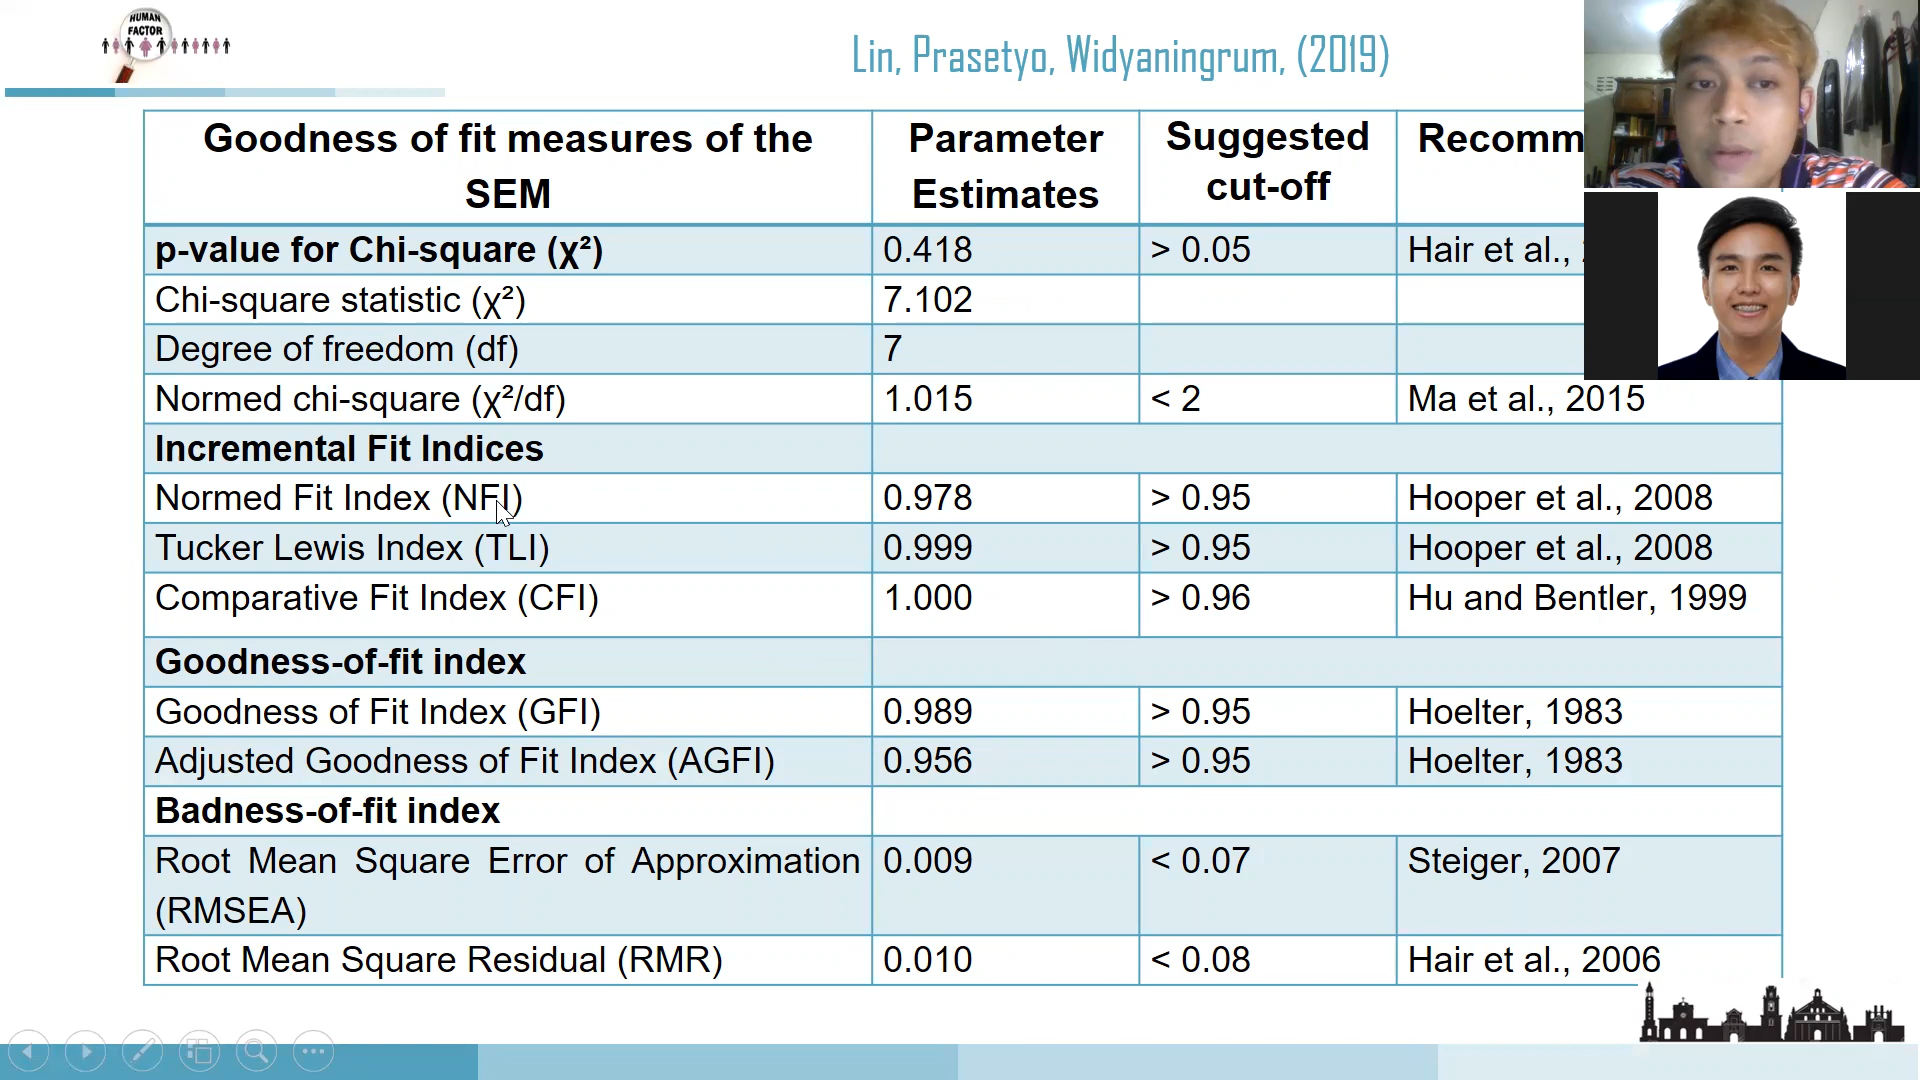 HUMAN
FACTOR
Lin, Prasetyo, Widyaningrum, (2019)
Goodness of fit measures of the SEM
Parameter Estimates
Suggested cut-off
Recomm
p-value for Chi-square (χ²) 0.418 > 0.05 Hair et al.,
Chi-square statistic (χ²) 7.102
Degree of freedom (df) 7
Normed chi-square (χ²/df) 1.015 < 2 Ma et al., 2015
Incremental Fit Indices
Normed Fit Index (NFI) 0.978 > 0.95 Hooper et al., 2008
Tucker Lewis Index (TLI) 0.999 > 0.95 Hooper et al., 2008
Comparative Fit Index (CFI) 1.000 > 0.96 Hu and Bentler, 1999
Goodness-of-fit index
Goodness of Fit Index (GFI) 0.989 > 0.95 Hoelter, 1983
Adjusted Goodness of Fit Index (AGFI) 0.956 > 0.95 Hoelter, 1983
Badness-of-fit index
Root Mean Square Error of Approximation (RMSEA) 0.009 < 0.07 Steiger, 2007
Root Mean Square Residual (RMR) 0.010 < 0.08 Hair et al., 2006